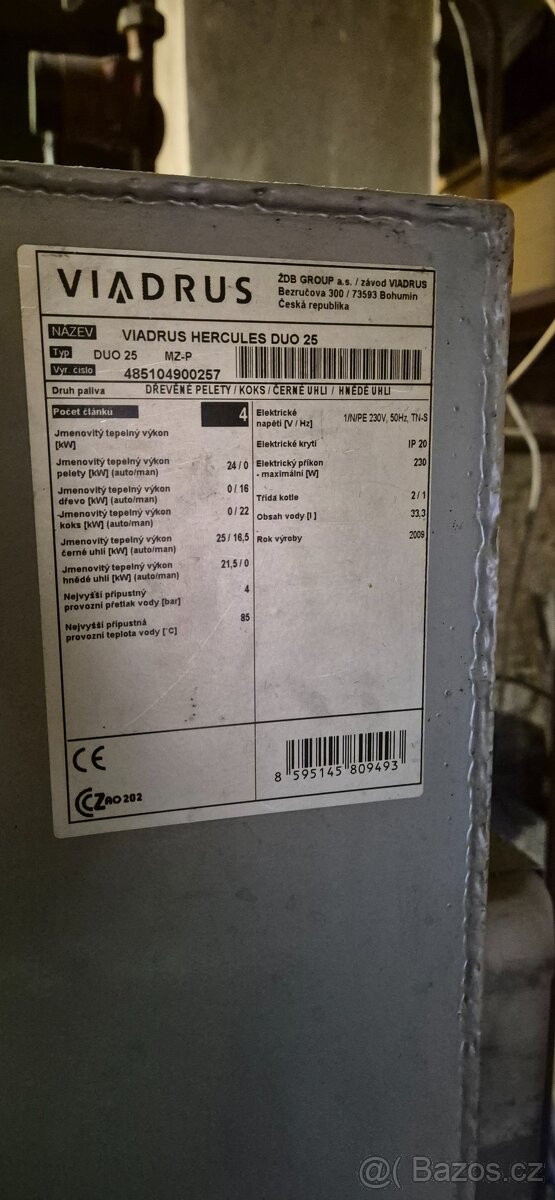 VIADRUS
ŽDB GROUP a.s. / závod VIADRUS
Bezručova 300 / 73593 Bohumín
Česká republika
NÁZEV VIADRUS HERCULES DUO 25
Typ DUO 25 MZ-P
Výr. číslo 485104900257
Druh paliva DŘEVĚNÉ PELETY / KOKS / ČERNÉ UHLÍ / HNĚDÉ UHLÍ
Počet článků 4
Jmenovitý tepelný výkon
[kW]
Jmenovitý tepelný výkon
pelety [kW] (auto/man) 24 / 0
Jmenovitý tepelný výkon
dřevo [kW] (auto/man) 0 / 16
Jmenovitý tepelný výkon
koks [kW] (auto/man) 0 / 22
Jmenovitý tepelný výkon
černé uhlí [kW] (auto/man) 25 / 16,5
Jmenovitý tepelný výkon
hnědé uhlí [kW] (auto/man) 21,5 / 0
Nejvyšší přípustný
provozní přetlak vody [bar] 4
Nejvyšší přípustná
provozní teplota vody [°C] 85
Elektrické
napětí [V / Hz] 1/N/PE 230V, 50Hz, TN-S
Elektrické krytí IP 20
Elektrický příkon
- maximální [W] 230
Třída kotle 2 / 1
Obsah vody [l] 33,3
Rok výroby 2009
CE
CCZ AO 202
8 595145 809493
@( Bazoš.cz